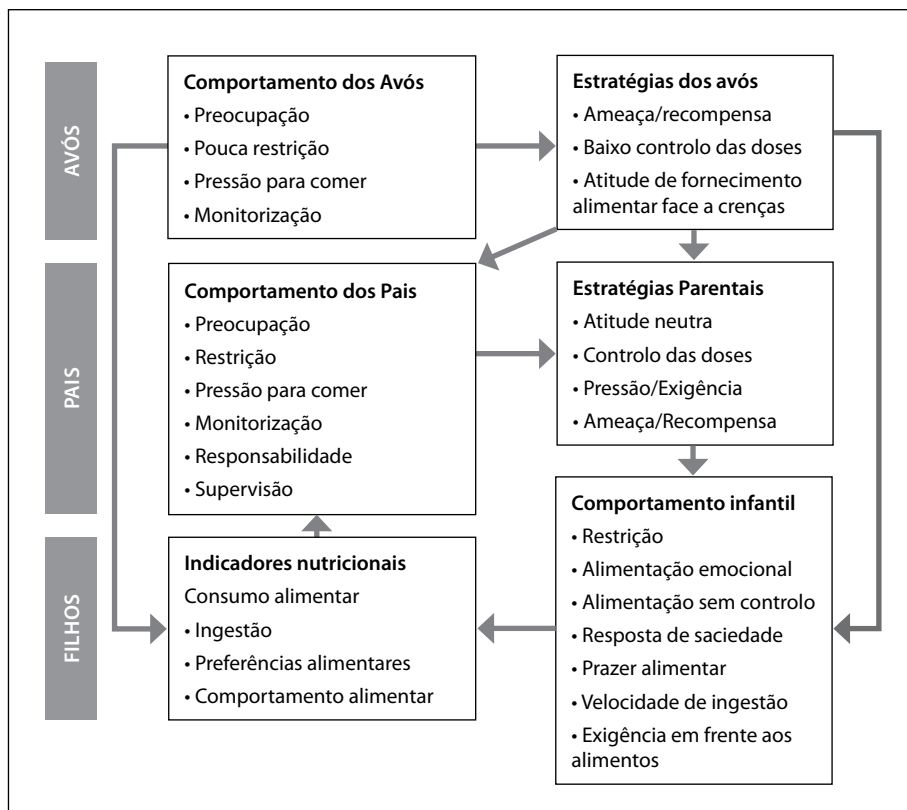 AVÓS
Comportamento dos Avós
• Preocupação
• Pouca restrição
• Pressão para comer
• Monitorização
Estratégias dos avós
• Ameaça/recompensa
• Baixo controlo das doses
• Atitude de fornecimento
alimentar face a crenças
PAIS
Comportamento dos Pais
• Preocupação
• Restrição
• Pressão para comer
• Monitorização
• Responsabilidade
• Supervisão
Estratégias Parentais
• Atitude neutra
• Controlo das doses
• Pressão/Exigência
• Ameaça/Recompensa
FILHOS
Indicadores nutricionais
Consumo alimentar
• Ingestão
• Preferências alimentares
• Comportamento alimentar
Comportamento infantil
• Restrição
• Alimentação emocional
• Alimentação sem controlo
• Resposta de saciedade
• Prazer alimentar
• Velocidade de ingestão
• Exigência em frente aos
alimentos